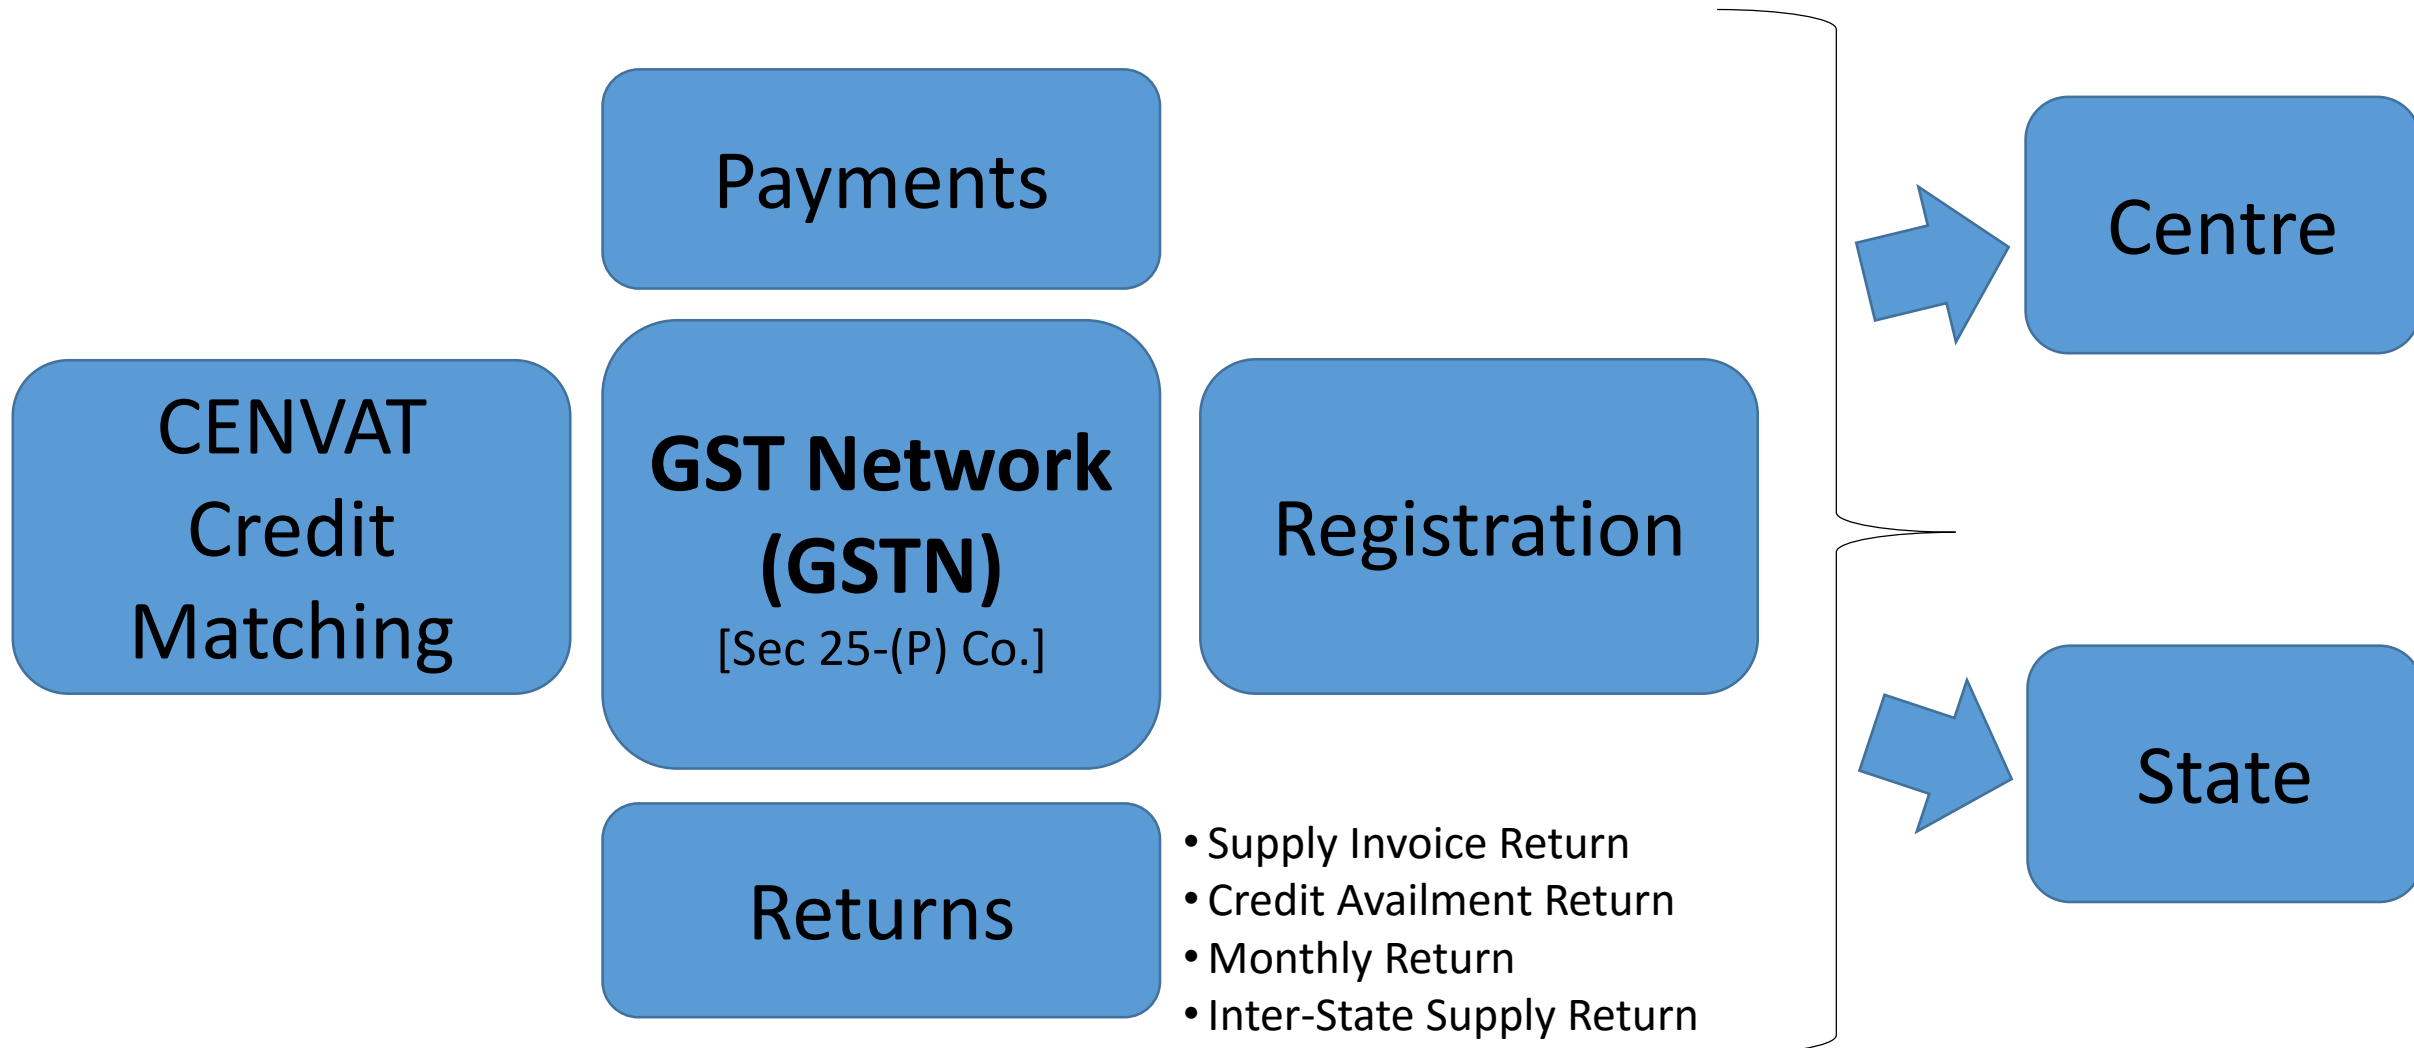 Payments
CENVAT
Credit
Matching
GST Network
(GSTN)
[Sec 25-(P) Co.]
Registration
Returns
• Supply Invoice Return
• Credit Availment Return
• Monthly Return
• Inter-State Supply Return
Centre
State